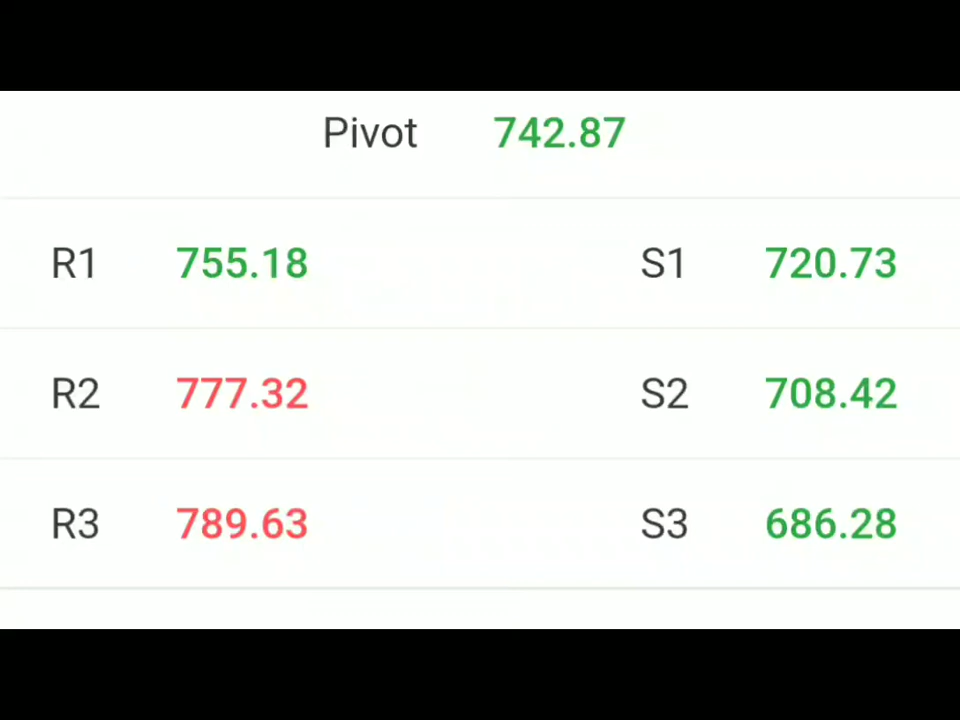 Pivot 742.87
R1 755.18 S1 720.73
R2 777.32 S2 708.42
R3 789.63 S3 686.28